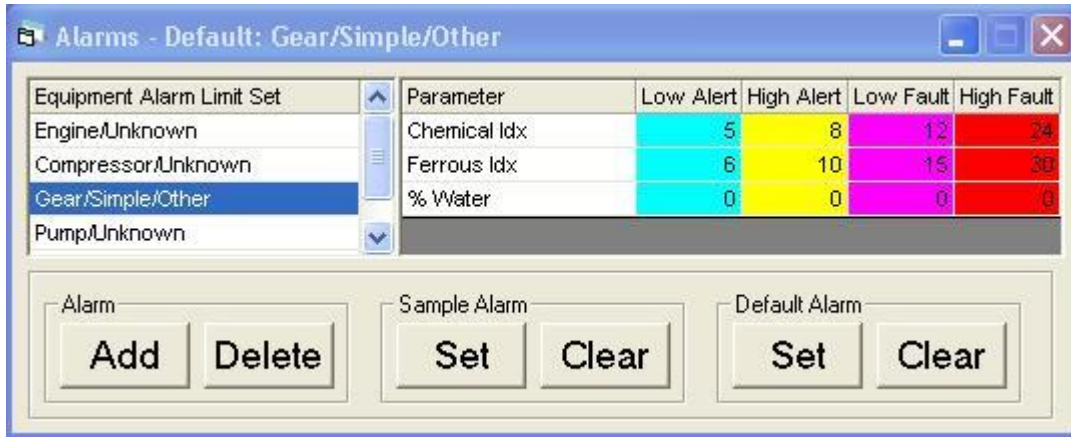 Alarms - Default: Gear/Simple/Other
Equipment Alarm Limit Set
Engine/Unknown
Compressor/Unknown
Gear/Simple/Other
Pump/Unknown
Parameter Low Alert High Alert Low Fault High Fault
Chemical Idx 5 8 12 24
Ferrous Idx 6 10 15 30
% Water 0 0 0 0
Alarm
Add Delete
Sample Alarm
Set Clear
Default Alarm
Set Clear